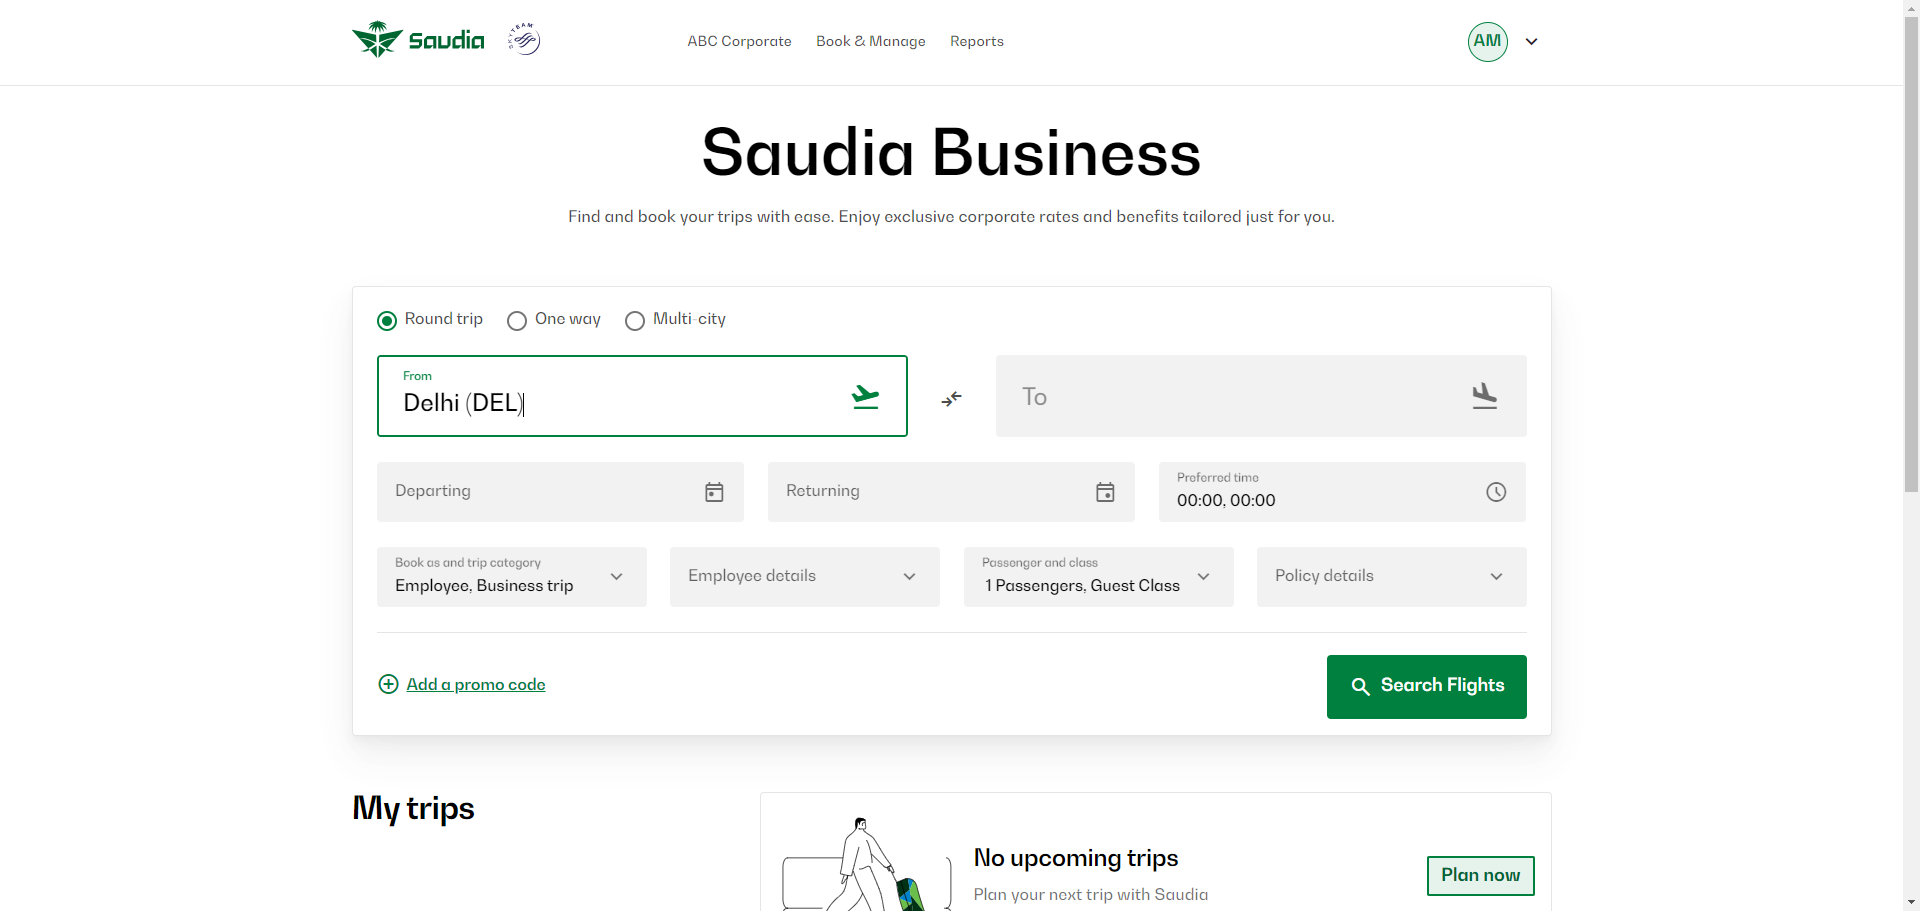 Saudia
SKYTEAM
ABC Corporate
Book & Manage
Reports
AM
Saudia Business
Find and book your trips with ease. Enjoy exclusive corporate rates and benefits tailored just for you.
Round trip
One way
Multi-city
From
Delhi (DEL)
To
Departing
Returning
Preferred time
00:00, 00:00
Book as and trip category
Employee, Business trip
Employee details
Passenger and class
1 Passengers, Guest Class
Policy details
Add a promo code
Search Flights
My trips
No upcoming trips
Plan your next trip with Saudia
Plan now